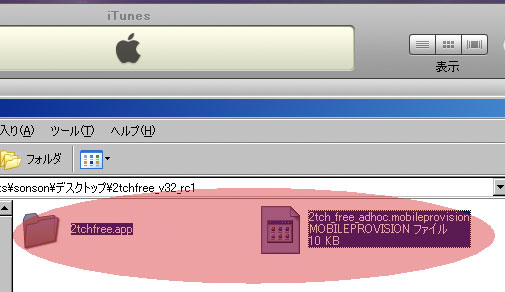 iTunes
表示
入り(A) ツール(T) ヘルプ(H)
フォルダ
ts¥sonson¥デスクトップ¥2tchfree_v32_rc1
2tchfree.app
2tch_free_adhoc.mobileprovision
MOBILEPROVISION ファイル
10 KB